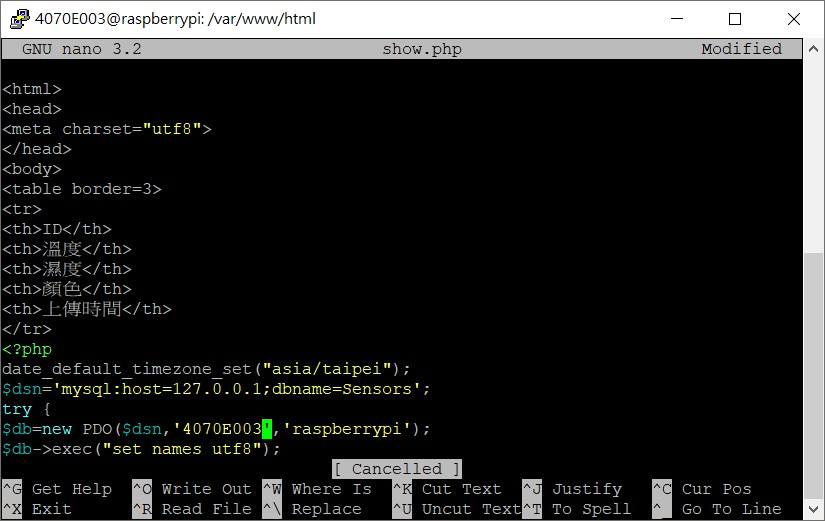 4070E003@raspberrypi: /var/www/html
GNU nano 3.2 show.php Modified
<html>
<head>
<meta charset="utf8">
</head>
<body>
<table border=3>
<tr>
<th>ID</th>
<th>溫度</th>
<th>濕度</th>
<th>顏色</th>
<th>上傳時間</th>
</tr>
<?php
date_default_timezone_set("asia/taipei");
$dsn='mysql:host=127.0.0.1;dbname=Sensors';
try {
$db=new PDO($dsn,'4070E003','raspberrypi');
$db->exec("set names utf8");
[ Cancelled ]
^G Get Help ^O Write Out ^W Where Is ^K Cut Text ^J Justify ^C Cur Pos
^X Exit ^R Read File ^\ Replace ^U Uncut Text ^T To Spell ^_ Go To Line